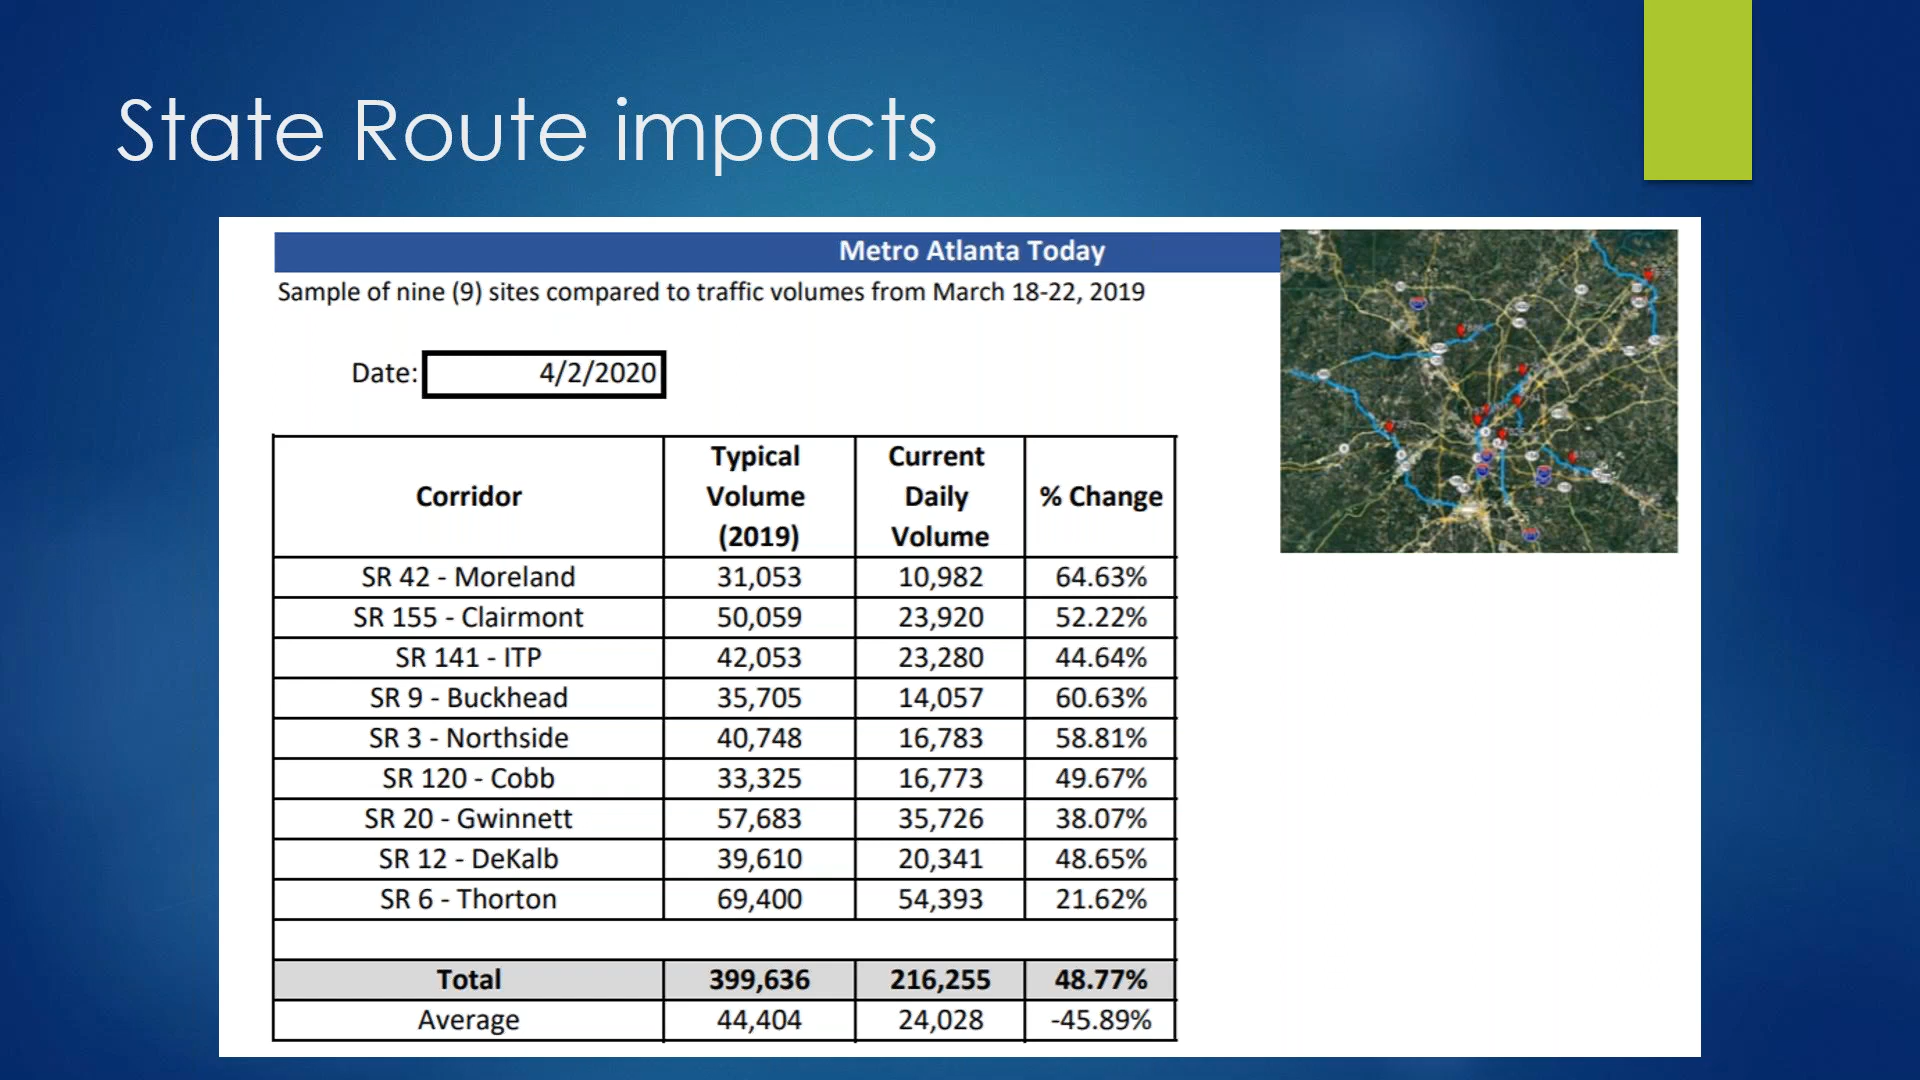 State Route impacts
Metro Atlanta Today
Sample of nine (9) sites compared to traffic volumes from March 18-22, 2019
Date: 4/2/2020
Corridor Typical Volume (2019) Current Daily Volume % Change
SR 42 - Moreland 31,053 10,982 64.63%
SR 155 - Clairmont 50,059 23,920 52.22%
SR 141 - ITP 42,053 23,280 44.64%
SR 9 - Buckhead 35,705 14,057 60.63%
SR 3 - Northside 40,748 16,783 58.81%
SR 120 - Cobb 33,325 16,773 49.67%
SR 20 - Gwinnett 57,683 35,726 38.07%
SR 12 - DeKalb 39,610 20,341 48.65%
SR 6 - Thorton 69,400 54,393 21.62%
Total 399,636 216,255 48.77%
Average 44,404 24,028 -45.89%